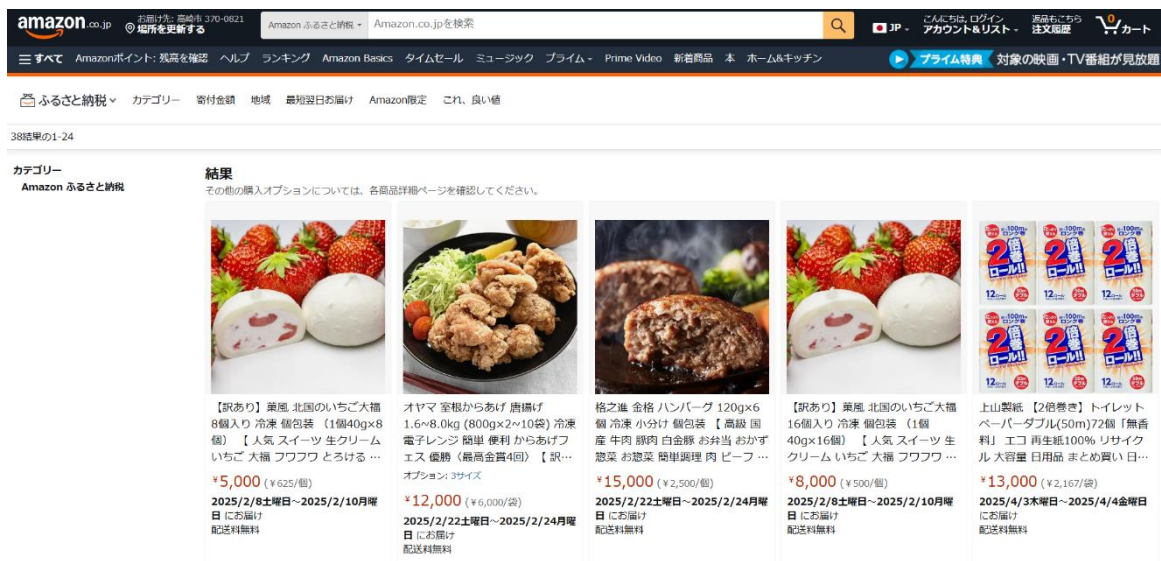 amazon.co.jp
お届け先: 高崎市 370-0821
場所を更新する
Amazon ふるさと納税
Amazon.co.jpを検索
JP
こんにちは, ログイン
アカウント&リスト
返品もこちら
注文履歴
0
カート
すべて Amazonポイント: 残高を確認 ヘルプ ランキング Amazon Basics タイムセール ミュージック プライム Prime Video 新着商品 本 ホーム&キッチン
プライム特典 対象の映画・TV番組が見放題
ふるさと納税 カテゴリー 寄付金額 地域 最短翌日お届け Amazon限定 これ、良い値
38結果の1-24
カテゴリー
Amazon ふるさと納税
結果
その他の購入オプションについては、各商品詳細ページを確認してください。
【訳あり】菓風 北国のいちご大福
8個入り 冷凍 個包装 (1個40g×8
個) 【 人気 スイーツ 生クリーム
いちご 大福 フワフワ とろける …
¥5,000 (¥625/個)
2025/2/8土曜日~2025/2/10月曜
日 にお届け
配送料無料
オヤマ 室根からあげ 唐揚げ
1.6~8.0kg (800g×2~10袋) 冷凍
電子レンジ 簡単 便利 からあげフ
ェス 優勝〈最高金賞4回〉【 訳…
オプション: 3サイズ
¥12,000 (¥6,000/袋)
2025/2/22土曜日~2025/2/24月曜
日 にお届け
配送料無料
格之進 金格 ハンバーグ 120g×6
個 冷凍 小分け 個包装 【 高級 国
産 牛肉 豚肉 白金豚 お弁当 おかず
惣菜 お惣菜 簡単調理 肉 ビーフ …
¥15,000 (¥2,500/個)
2025/2/22土曜日~2025/2/24月曜
日 にお届け
配送料無料
【訳あり】菓風 北国のいちご大福
16個入り 冷凍 個包装 (1個
40g×16個) 【 人気 スイーツ 生
クリーム いちご 大福 フワフワ …
¥8,000 (¥500/個)
2025/2/8土曜日~2025/2/10月曜
日 にお届け
配送料無料
100m
ロング巻
2倍巻
ロール!!
12ロール
ダブル
上山製紙 【2倍巻き】トイレット
ペーパーダブル(50m)72個「無香
料」 エコ 再生紙100% リサイク
ル 大容量 日用品 まとめ買い 日…
¥13,000 (¥2,167/袋)
2025/4/3木曜日~2025/4/4金曜日
にお届け
配送料無料